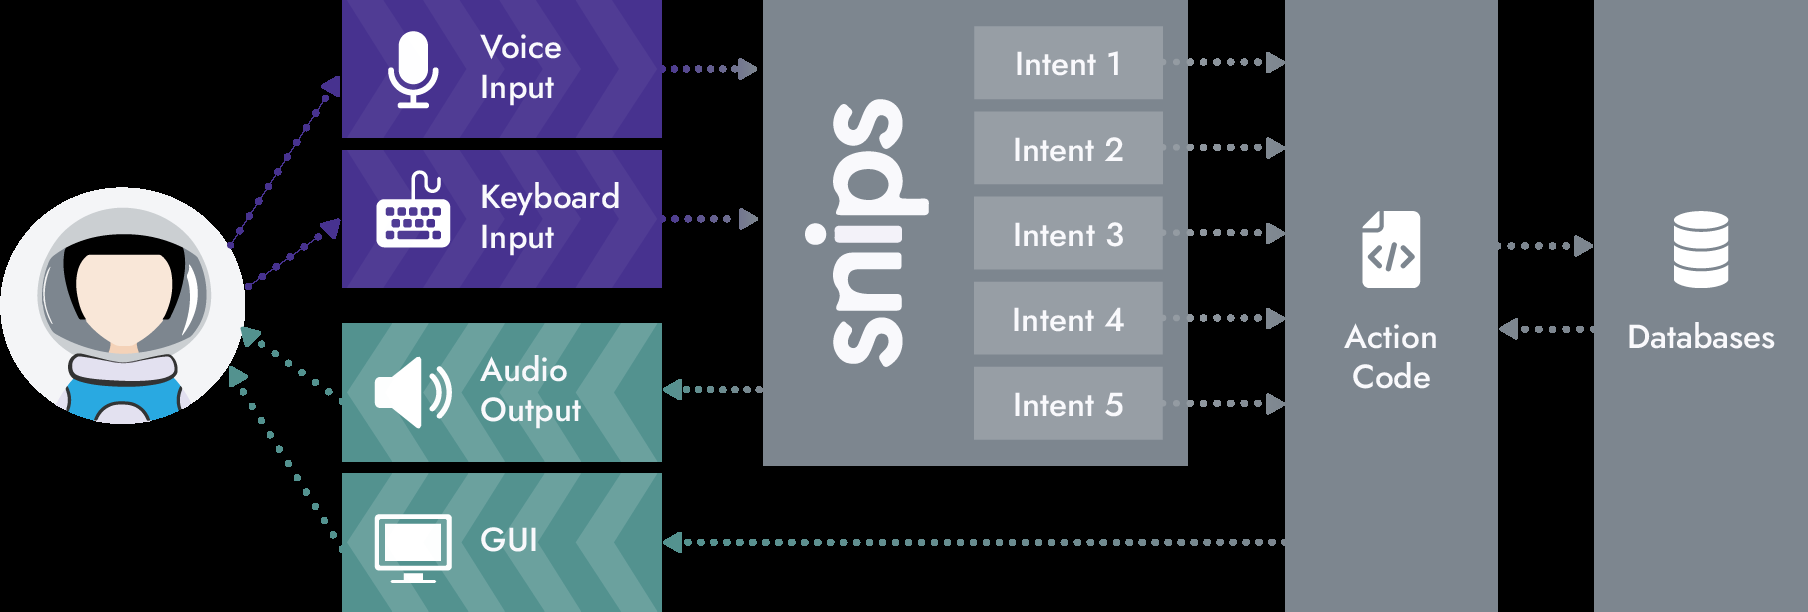 Voice
Input
Keyboard
Input
Audio
Output
GUI
snips
Intent 1
Intent 2
Intent 3
Intent 4
Intent 5
</>
Action
Code
Databases